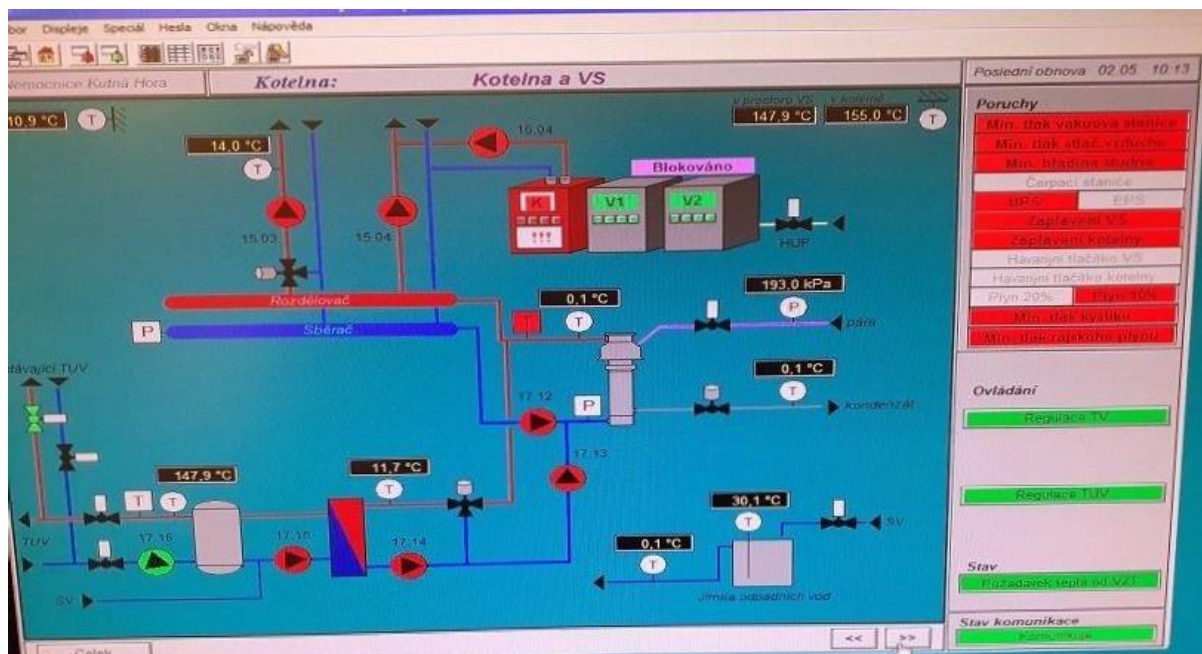 bor Displeje Speciál Hesla Okna Nápověda
Nemocnice Kutná Hora
Kotelna:
Kotelna a VS
Poslední obnova 02.05 10:13
10,9 °C T
14,0 °C
T
10.04
v prostoru VS
147,9 °C
v kotelně
155,0 °C
T
Blokováno
K
V1
V2
HUP
15.03
15.04
Rozdělovač
Sběrač
P
0,1 °C
T
T
193,0 kPa
P
pára
0,1 °C
T
kondenzát
17.12
P
17.13
távající TUV
147,9 °C
T
T
11,7 °C
T
TUV
17.16
17.14
SV
30,1 °C
T
0,1 °C
T
SV
Jímka odpadních vod
<< >>
Celek
Poruchy
Min. tlak vakuová stanice
Min. tlak stlač.vzduchu
Min. hladina studně
Čerpací stanice
UPS EPS
Zaplavení VS
Zaplavení kotelny
Havarijní tlačítko VS
Havarijní tlačítko kotelny
Plyn 20% Plyn 10%
Min. tlak kyslíku
Min. tlak rajského plynu
Ovládání
Regulace TV
Regulace TUV
Stav
Požadavek tepla od VZT
Stav komunikace
Komunikuje